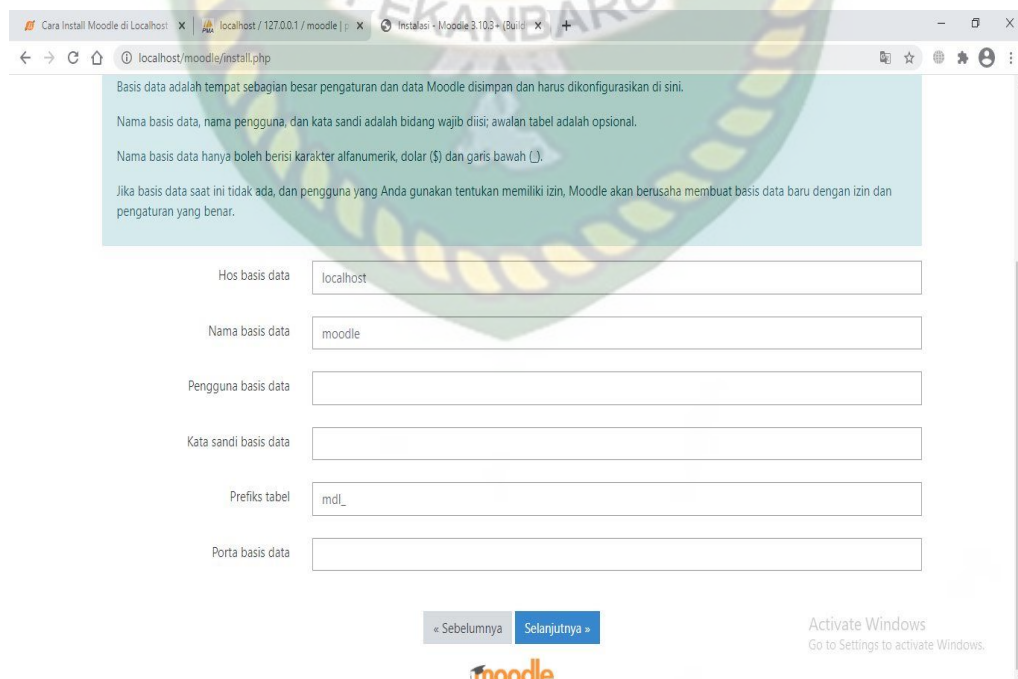 Cara Install Moodle di Localhost
localhost / 127.0.0.1 / moodle | p
Instalasi - Moodle 3.10.3+ (Build
localhost/moodle/install.php
EKANBARU
Basis data adalah tempat sebagian besar pengaturan dan data Moodle disimpan dan harus dikonfigurasikan di sini.
Nama basis data, nama pengguna, dan kata sandi adalah bidang wajib diisi; awalan tabel adalah opsional.
Nama basis data hanya boleh berisi karakter alfanumerik, dolar ($) dan garis bawah (_).
Jika basis data saat ini tidak ada, dan pengguna yang Anda gunakan tentukan memiliki izin, Moodle akan berusaha membuat basis data baru dengan izin dan
pengaturan yang benar.
Hos basis data
localhost
Nama basis data
moodle
Pengguna basis data
Kata sandi basis data
Prefiks tabel
mdl_
Porta basis data
« Sebelumnya
Selanjutnya »
Activate Windows
Go to Settings to activate Windows.
moodle